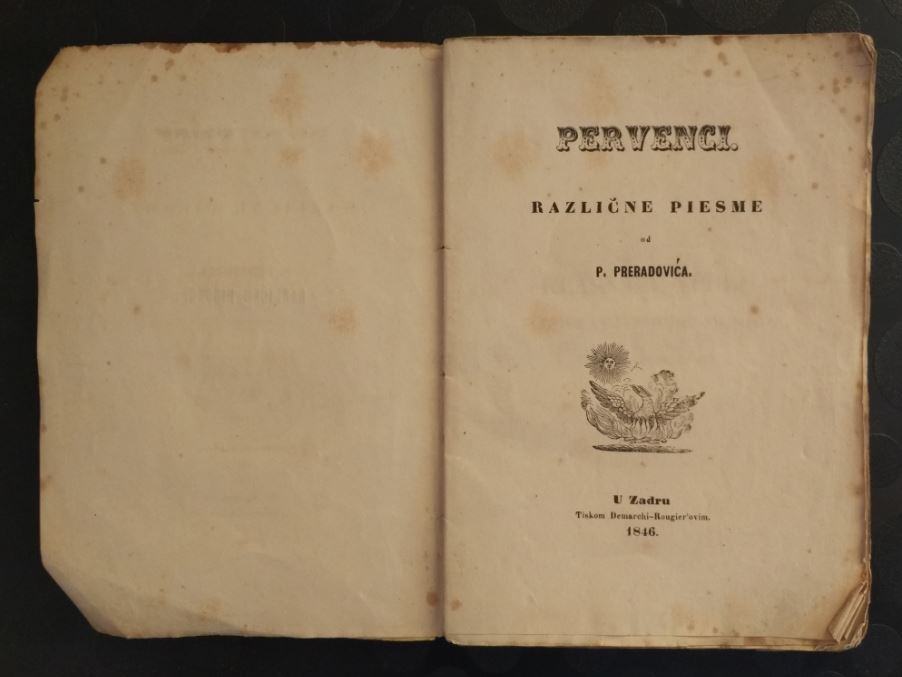 PERVENCI.
RAZLIČNE PIESME
od
P. PRERADOVIĆA.
U Zadru
Tiskom Demarchi-Rougier'ovim.
1846.